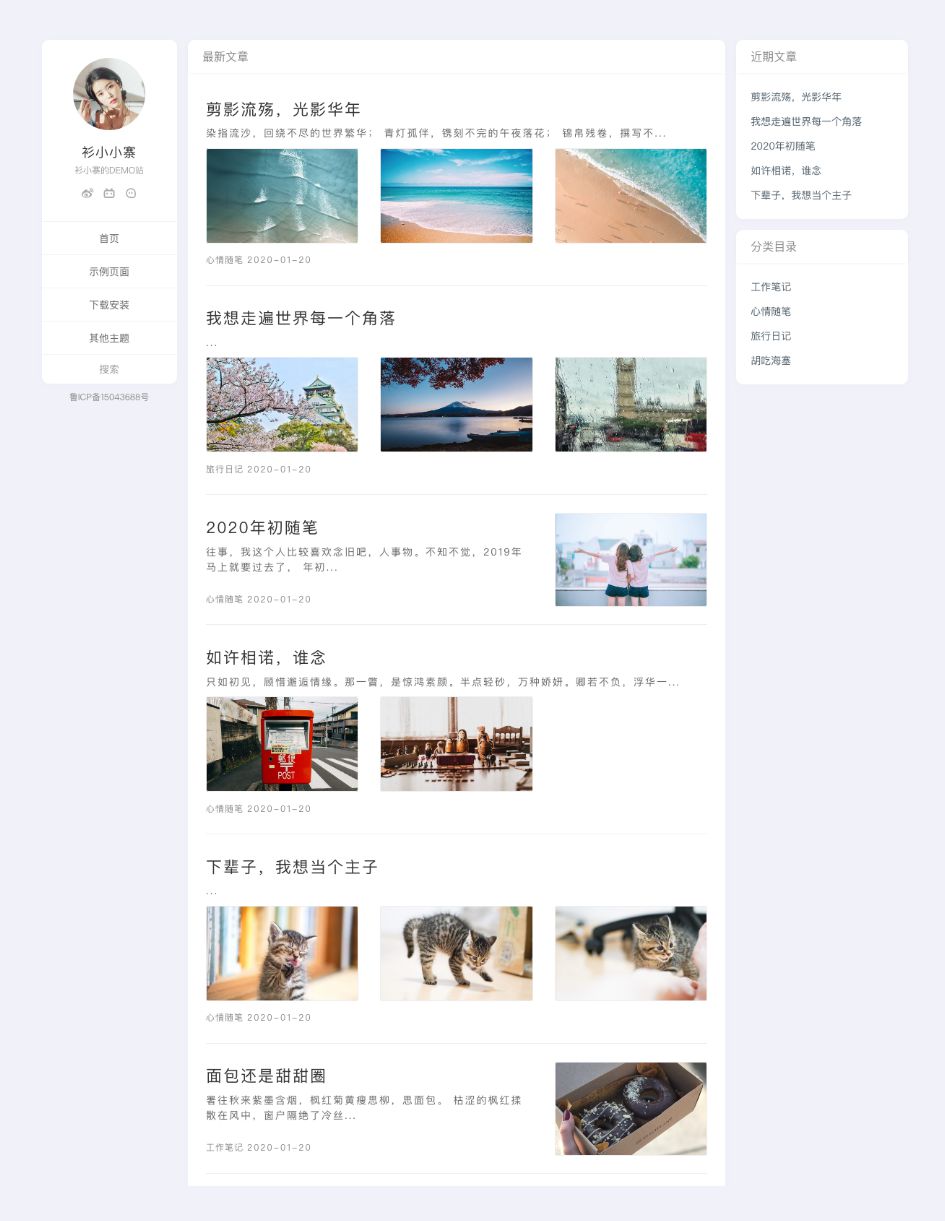 衫小小寨
衫小寨的DEMO站
首页
示例页面
下载安装
其他主题
搜索
鲁ICP备15043688号
最新文章
剪影流殇，光影华年
染指流沙，回绕不尽的世界繁华； 青灯孤伴，镌刻不完的午夜落花； 锦帛残卷，撰写不...
心情随笔 2020-01-20
我想走遍世界每一个角落
...
旅行日记 2020-01-20
2020年初随笔
往事，我这个人比较喜欢念旧吧，人事物。不知不觉，2019年
马上就要过去了， 年初...
心情随笔 2020-01-20
如许相诺，谁念
只如初见，顾惜邂逅情缘。那一瞥，是惊鸿素颜。半点轻砂，万种娇妍。卿若不负，浮华一...
POST
心情随笔 2020-01-20
下辈子，我想当个主子
...
心情随笔 2020-01-20
面包还是甜甜圈
署往秋来紫墨含烟，枫红菊黄瘦思柳，思面包。 枯涩的枫红揉
散在风中，窗户隔绝了冷丝...
工作笔记 2020-01-20
近期文章
剪影流殇，光影华年
我想走遍世界每一个角落
2020年初随笔
如许相诺，谁念
下辈子，我想当个主子
分类目录
工作笔记
心情随笔
旅行日记
胡吃海塞